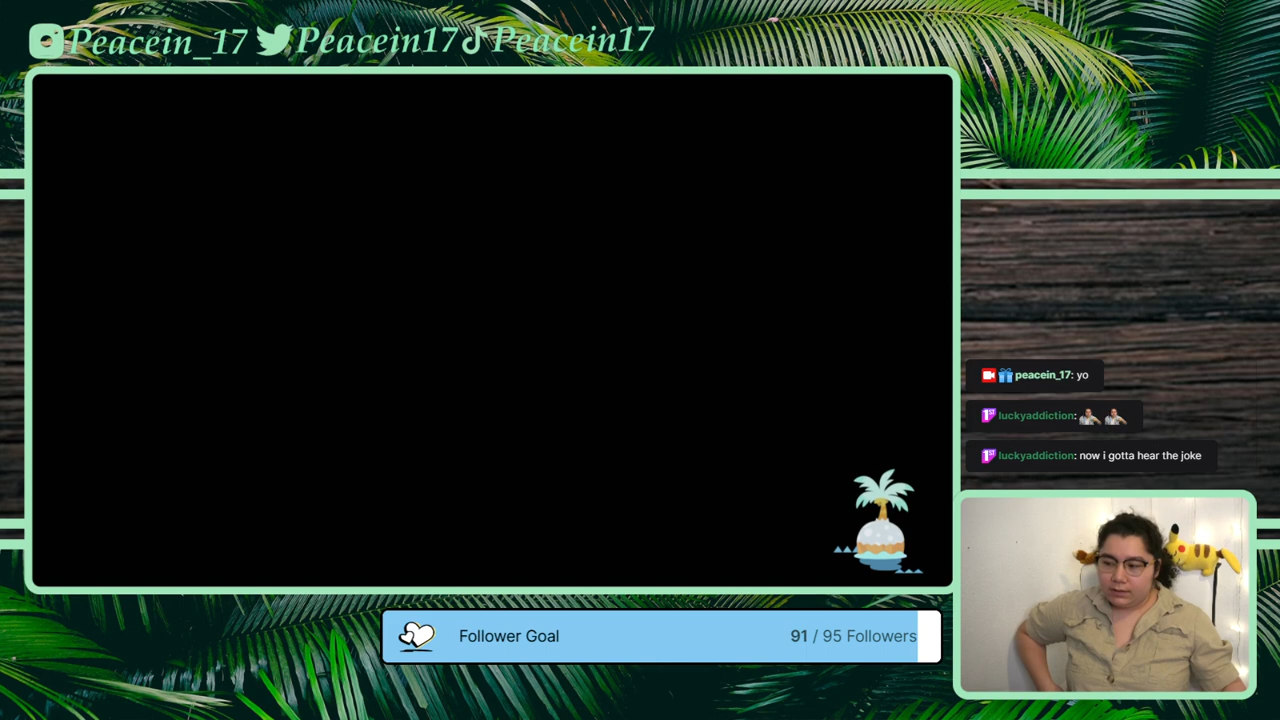 Peacein_17 Peacein17 Peacein17
peacein_17: yo
luckyaddiction:
luckyaddiction: now i gotta hear the joke
Follower Goal 91 / 95 Followers